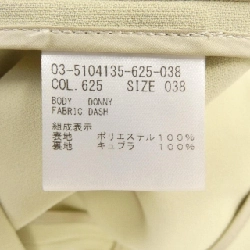 03-5104135-625-038
COL.625 SIZE 038
BODY DONNY
FABRIC DASH
組成表示
表地 ポリエステル100%
裏地 キュプラ 100%